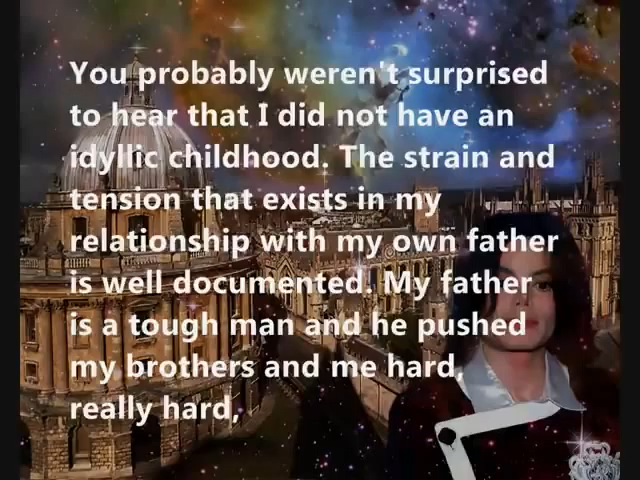 You probably weren't surprised
to hear that I did not have an
idyllic childhood. The strain and
tension that exists in my
relationship with my own father
is well documented. My father
is a tough man and he pushed
my brothers and me hard,
really hard,